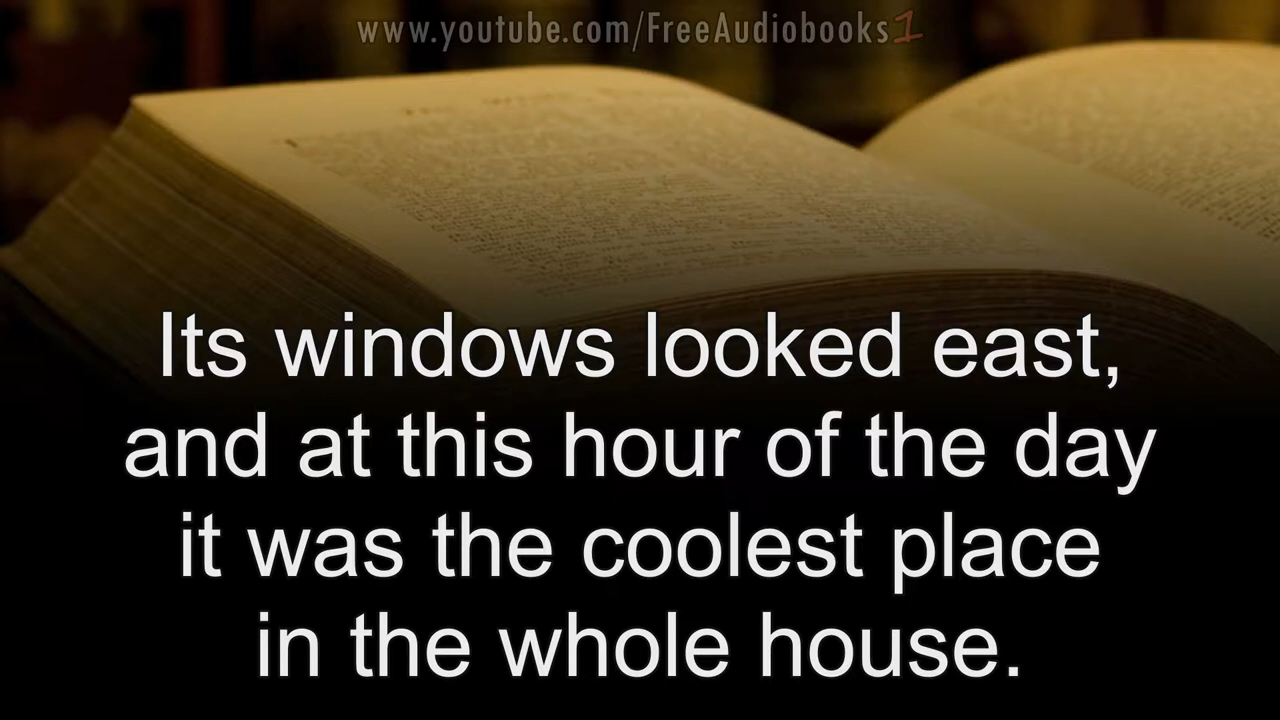 www.youtube.com/FreeAudiobooks1
Its windows looked east,
and at this hour of the day
it was the coolest place
in the whole house.